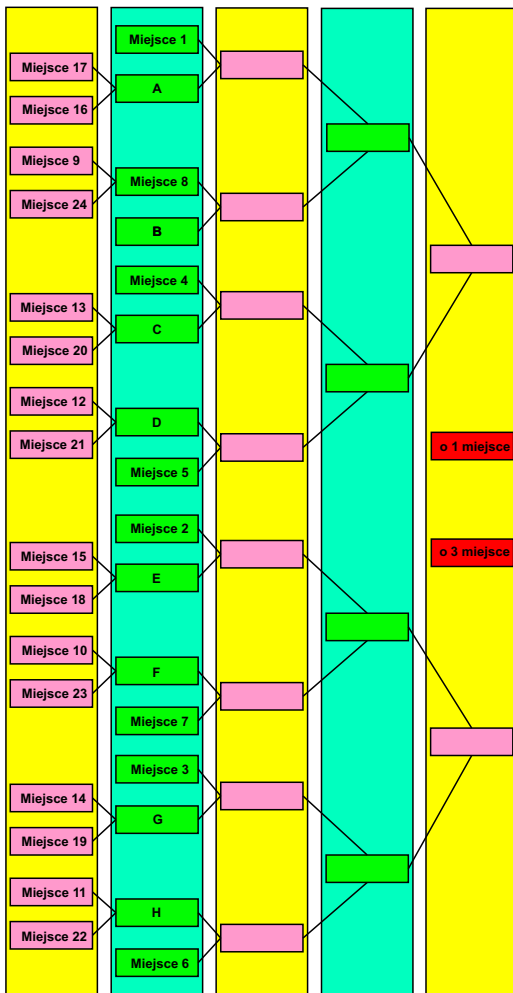 Miejsce 17
Miejsce 16
Miejsce 9
Miejsce 24
Miejsce 13
Miejsce 20
Miejsce 12
Miejsce 21
Miejsce 15
Miejsce 18
Miejsce 10
Miejsce 23
Miejsce 14
Miejsce 19
Miejsce 11
Miejsce 22
Miejsce 1
A
Miejsce 8
B
Miejsce 4
C
D
Miejsce 5
Miejsce 2
E
F
Miejsce 7
Miejsce 3
G
H
Miejsce 6
o 1 miejsce
o 3 miejsce